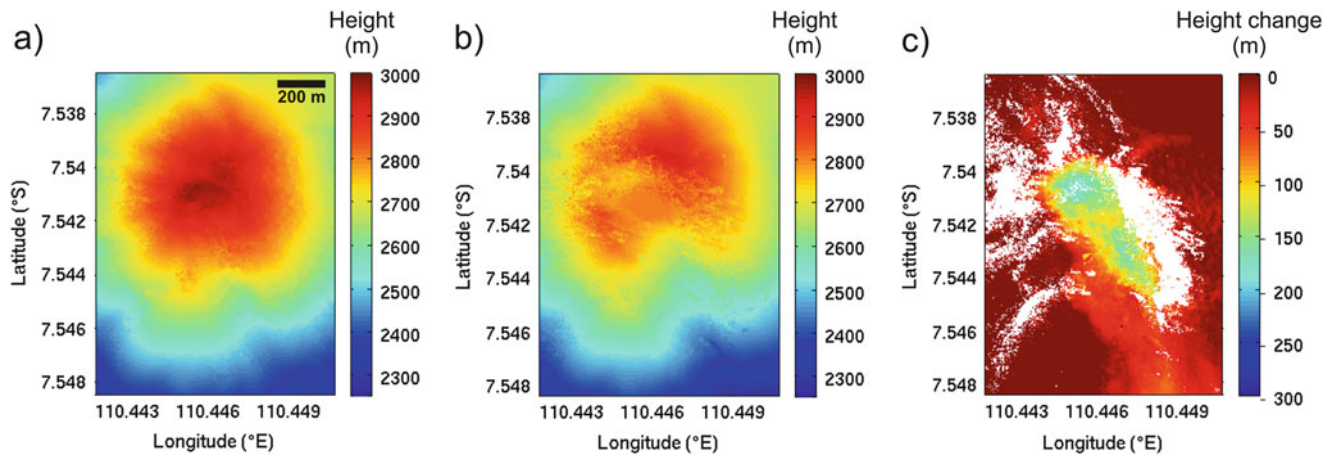 a)
Height
(m)
200 m
3000
2900
2800
2700
2600
2500
2400
2300
7.538
7.54
7.542
7.544
7.546
7.548
Latitude (°S)
110.443 110.446 110.449
Longitude (°E)
b)
Height
(m)
3000
2900
2800
2700
2600
2500
2400
2300
7.538
7.54
7.542
7.544
7.546
7.548
Latitude (°S)
110.443 110.446 110.449
Longitude (°E)
c)
Height change
(m)
0
- 50
- 100
- 150
- 200
- 250
- 300
7.538
7.54
7.542
7.544
7.546
7.548
Latitude (°S)
110.443 110.446 110.449
Longitude (°E)